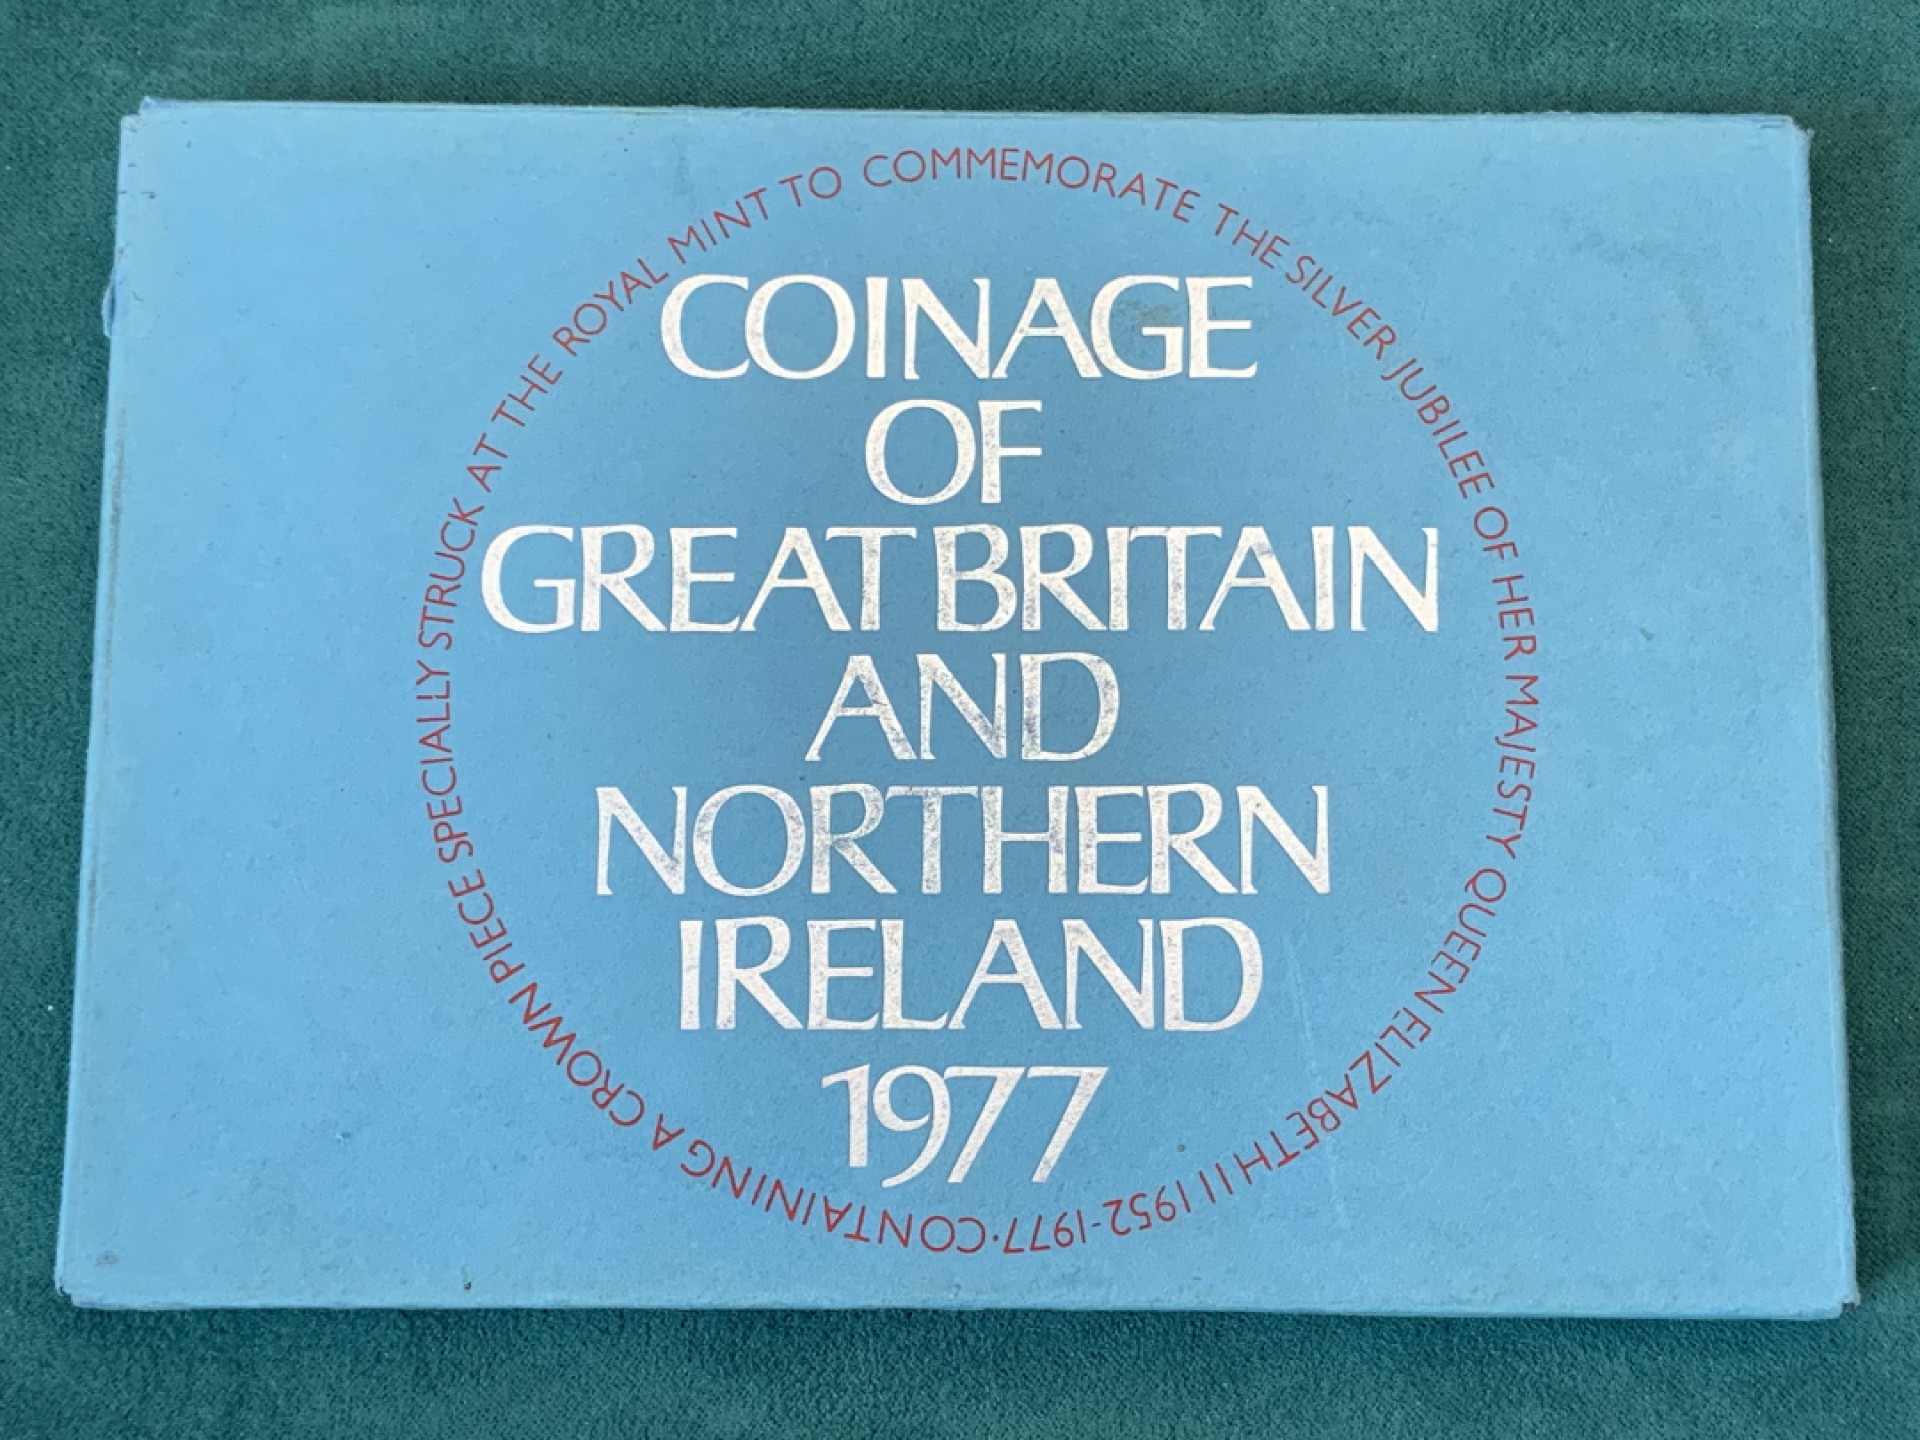 COINAGE
OF
GREAT BRITAIN
AND
NORTHERN
IRELAND
1977
CONTAINING A CROWN PIECE SPECIALLY STRUCK AT THE ROYAL MINT TO COMMEMORATE THE SILVER JUBILEE OF HER MAJESTY QUEEN ELIZABETH II 1952-1977·